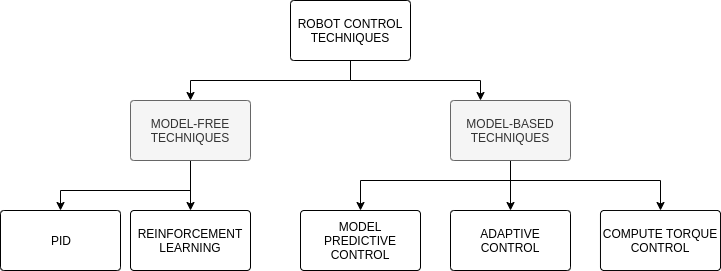 ROBOT CONTROL
TECHNIQUES
MODEL-FREE
TECHNIQUES
MODEL-BASED
TECHNIQUES
PID
REINFORCEMENT
LEARNING
MODEL
PREDICTIVE
CONTROL
ADAPTIVE
CONTROL
COMPUTE TORQUE
CONTROL